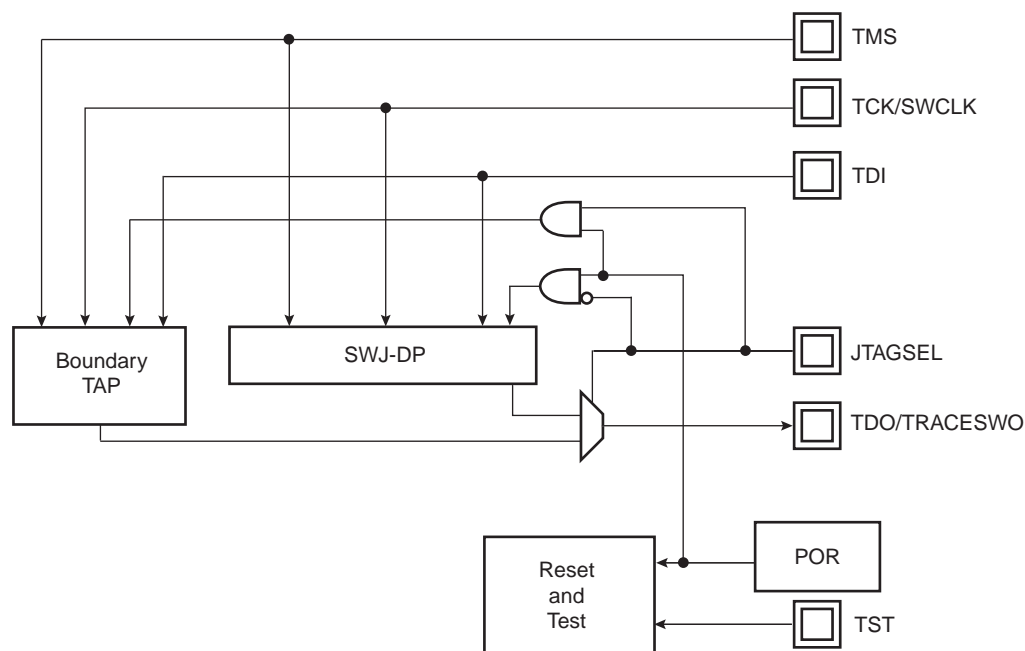 TMS
TCK/SWCLK
TDI
Boundary
TAP
SWJ-DP
JTAGSEL
TDO/TRACESWO
Reset
and
Test
POR
TST